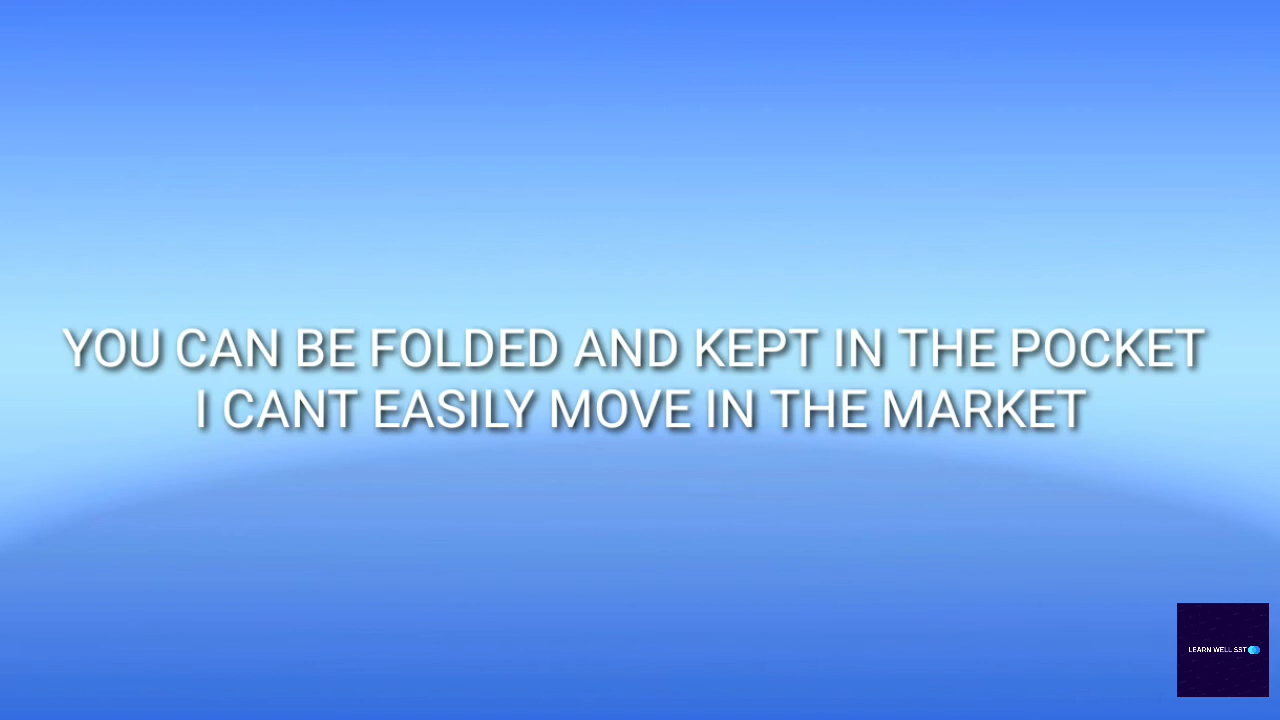 YOU CAN BE FOLDED AND KEPT IN THE POCKET
I CANT EASILY MOVE IN THE MARKET
LEARN WELL SST